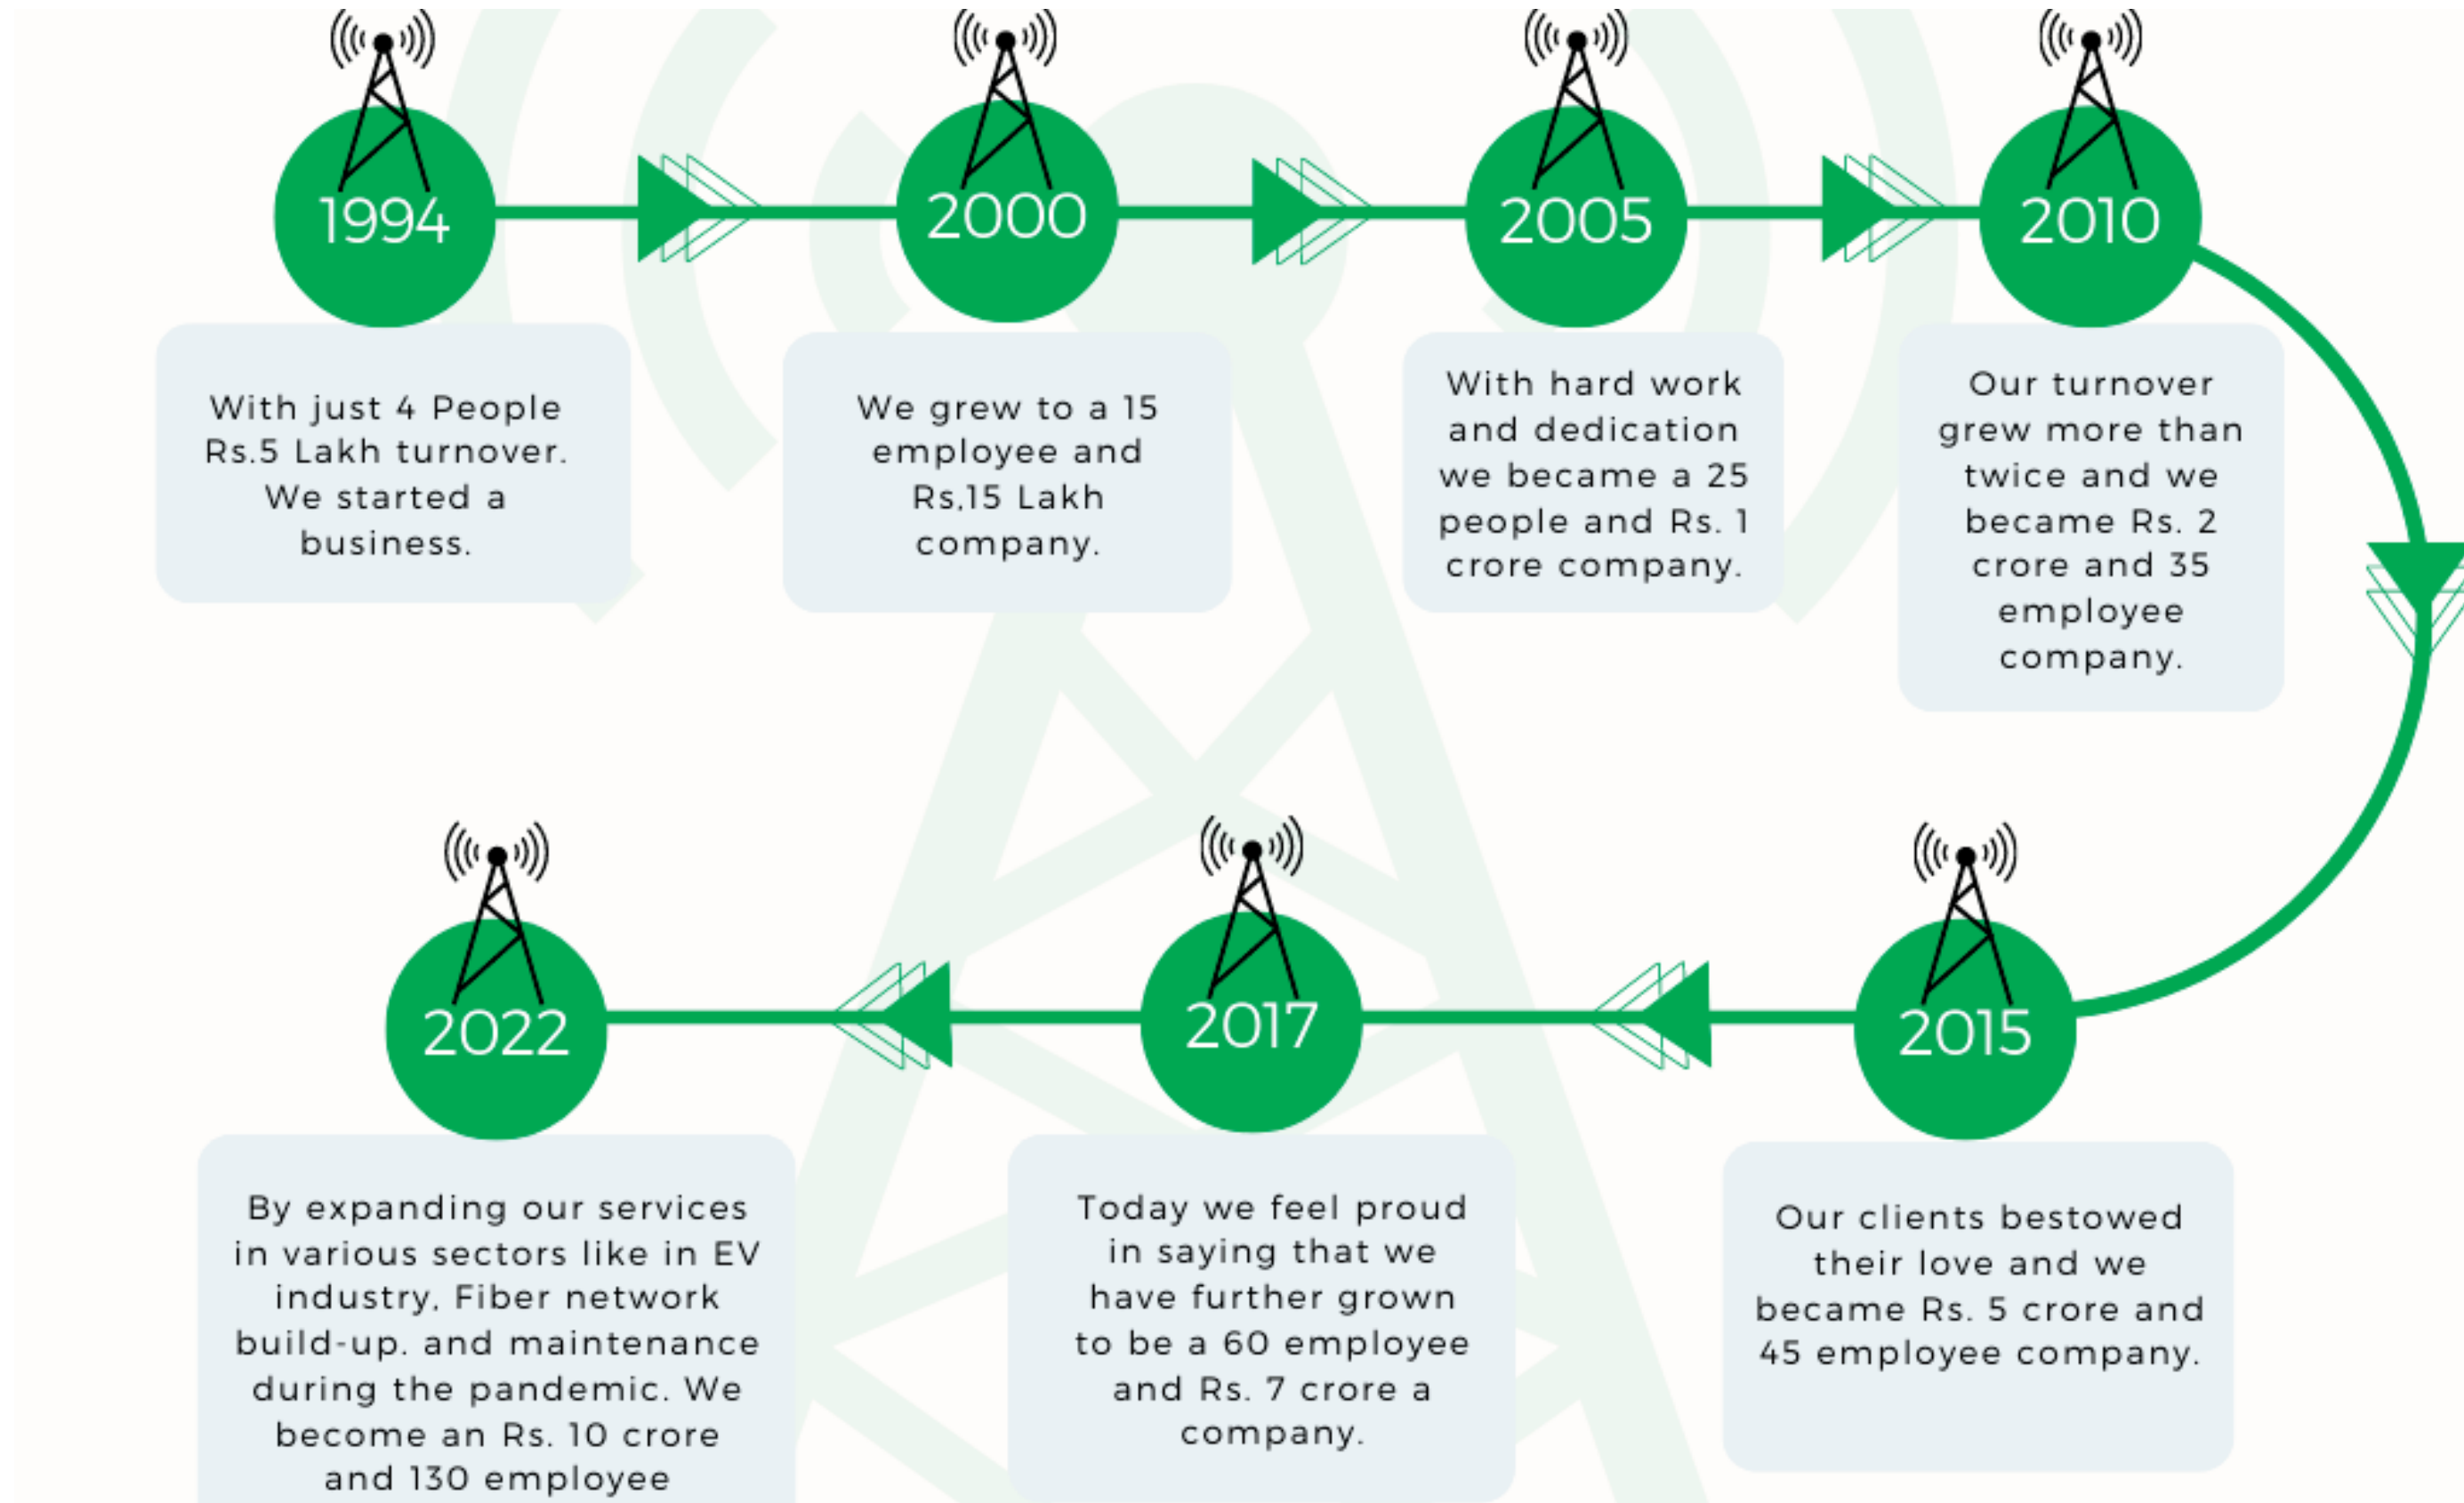 1994
With just 4 People
Rs.5 Lakh turnover.
We started a
business.
2000
We grew to a 15
employee and
Rs,15 Lakh
company.
2005
With hard work
and dedication
we became a 25
people and Rs. 1
crore company.
2010
Our turnover
grew more than
twice and we
became Rs. 2
crore and 35
employee
company.
2015
Our clients bestowed
their love and we
became Rs. 5 crore and
45 employee company.
2017
Today we feel proud
in saying that we
have further grown
to be a 60 employee
and Rs. 7 crore a
company.
2022
By expanding our services
in various sectors like in EV
industry, Fiber network
build-up. and maintenance
during the pandemic. We
become an Rs. 10 crore
and 130 employee